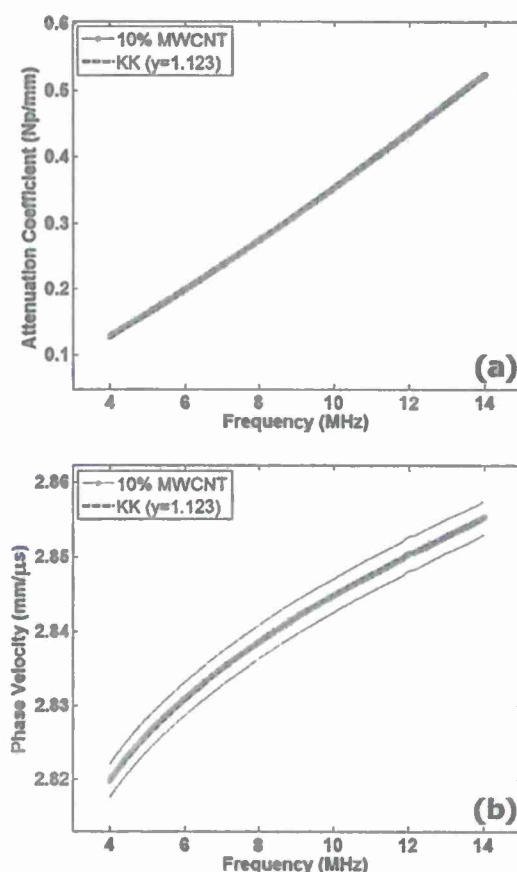 0.6
10% MWCNT
KK (y=1.123)
0.5
0.4
0.3
0.2
0.1
Attenuation Coefficient (Np/mm)
(a)
4 6 8 10 12 14
Frequency (MHz)
2.86
10% MWCNT
KK (y=1.123)
2.85
2.84
2.83
2.82
Phase Velocity (mm/µs)
(b)
4 6 8 10 12 14
Frequency (MHz)